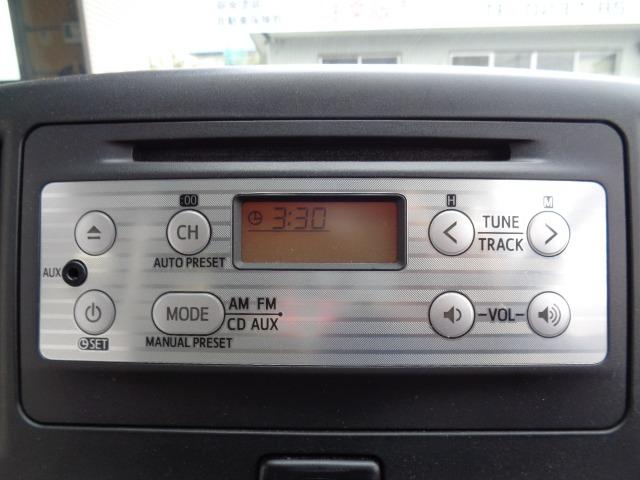 :00
H
M
3:30
CH
TUNE
TRACK
AUTO PRESET
AUX
MODE
AM FM
CD AUX
-VOL-
SET
MANUAL PRESET